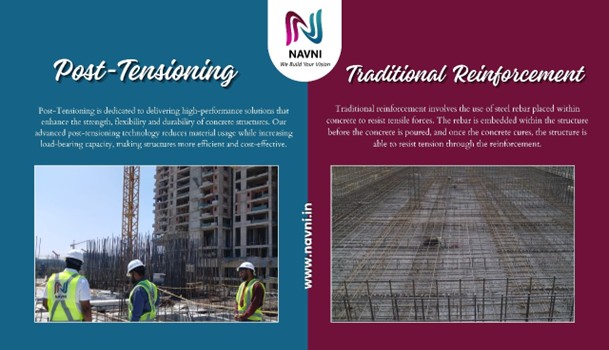 NAVNI
We Build Your Vision
Post-Tensioning
Post-Tensioning is dedicated to delivering high-performance solutions that
enhance the strength, flexibility and durability of concrete structures. Our
advanced post-tensioning technology reduces material usage while increasing
load-bearing capacity, making structures more efficient and cost-effective.
Traditional Reinforcement
Traditional reinforcement involves the use of steel rebar placed within
concrete to resist tensile forces. The rebar is embedded within the structure
before the concrete is poured, and once the concrete cures, the structure is
able to resist tension through the reinforcement.
www.navni.in